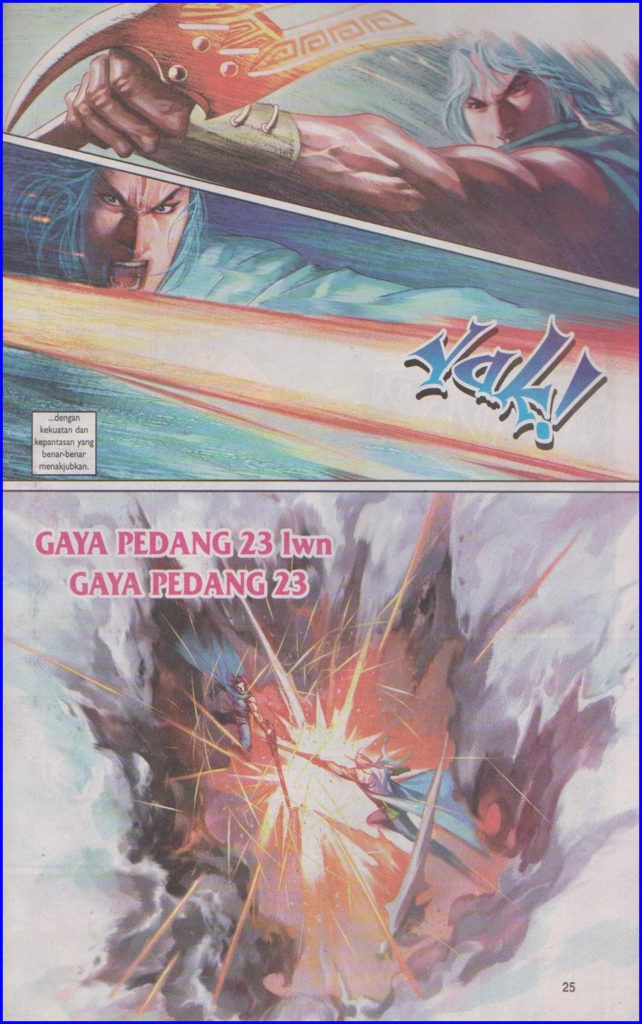 Yak!
...dengan
kekuatan dan
kepantasan yang
benar-benar
menakjubkan.
GAYA PEDANG 23 lwn
GAYA PEDANG 23
25